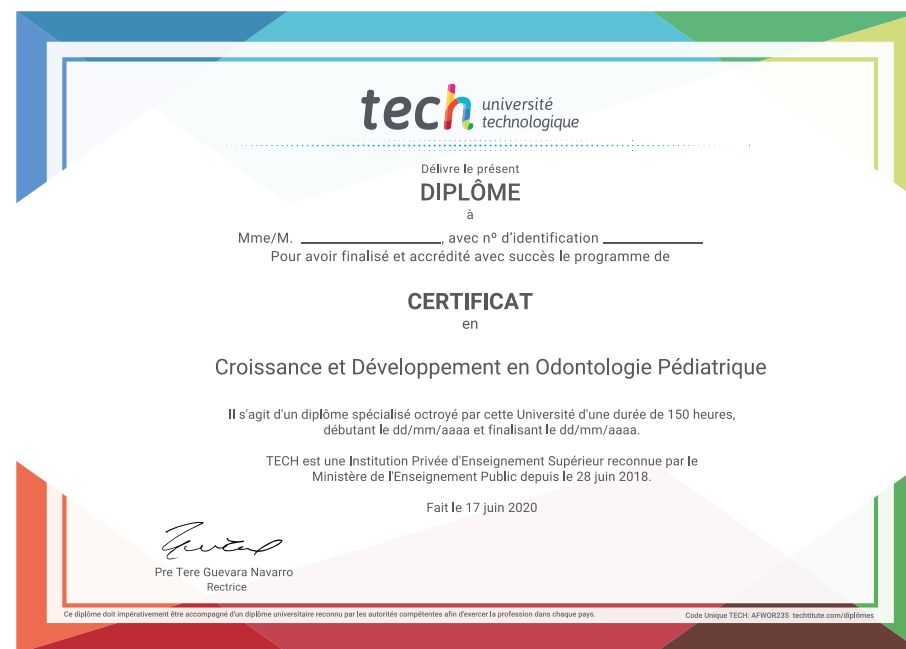 tech université
technologique
Délivre le présent
DIPLÔME
à
Mme/M. ____________________, avec nº d'identification ______________
Pour avoir finalisé et accrédité avec succès le programme de
CERTIFICAT
en
Croissance et Développement en Odontologie Pédiatrique
Il s'agit d'un diplôme spécialisé octroyé par cette Université d'une durée de 150 heures,
débutant le dd/mm/aaaa et finalisant le dd/mm/aaaa.
TECH est une Institution Privée d'Enseignement Supérieur reconnue par le
Ministère de l'Enseignement Public depuis le 28 juin 2018.
Fait le 17 juin 2020
Pre Tere Guevara Navarro
Rectrice
Ce diplôme doit impérativement être accompagné d'un diplôme universitaire reconnu par les autorités compétentes afin d'exercer la profession dans chaque pays.
Code Unique TECH: AFWOR23S techtitute.com/diplômes